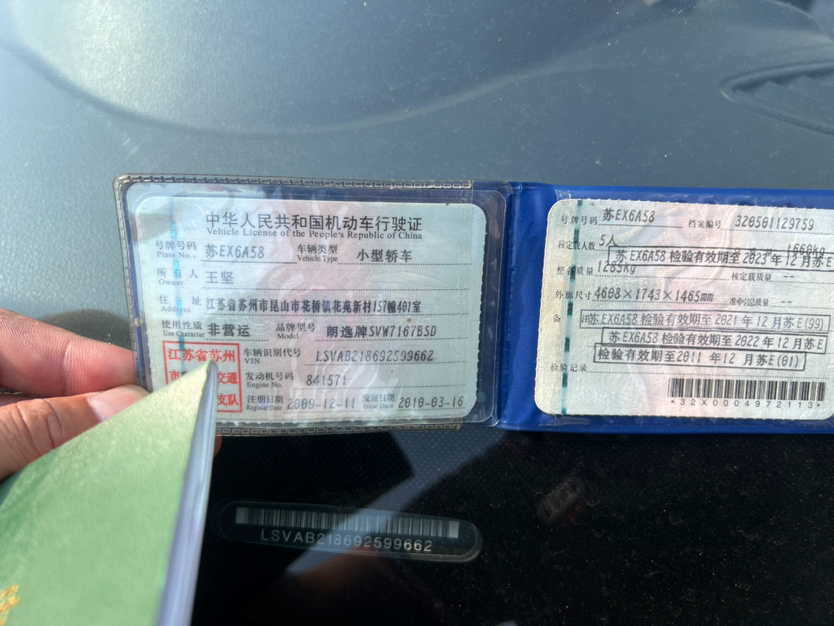 中华人民共和国机动车行驶证
Vehicle License of the People's Republic of China
号牌号码 苏EX6A58 车辆类型 小型轿车
Plate No. Vehicle Type
所有人 王坚
Owner
住址 江苏省苏州市昆山市花桥镇花苑新村157幢401室
Address
使用性质 非营运 品牌型号 朗逸牌SVW7167BSD
Use Character Model
江苏省苏州
市 交通
支队
车辆识别代号 LSVAB218692599662
VIN
发动机号码 841571
Engine No.
注册日期 2009-12-11 发证日期 2010-03-16
Register Date Issue Date
号牌号码 苏EX6A58 档案编号 320501129759
核定载人数 5人
苏EX6A58 检验有效期至2023年12月苏E
1285kg 核定载质量 --
外廓尺寸 4608×1743×1465mm 准牵引总质量 --
苏EX6A58 检验有效期至2021年12月苏E(99)
苏EX6A58 检验有效期至2022年12月苏E
检验有效期至2011年12月苏E(01)
检验记录
*32X0004972113*
LSVAB218692599662